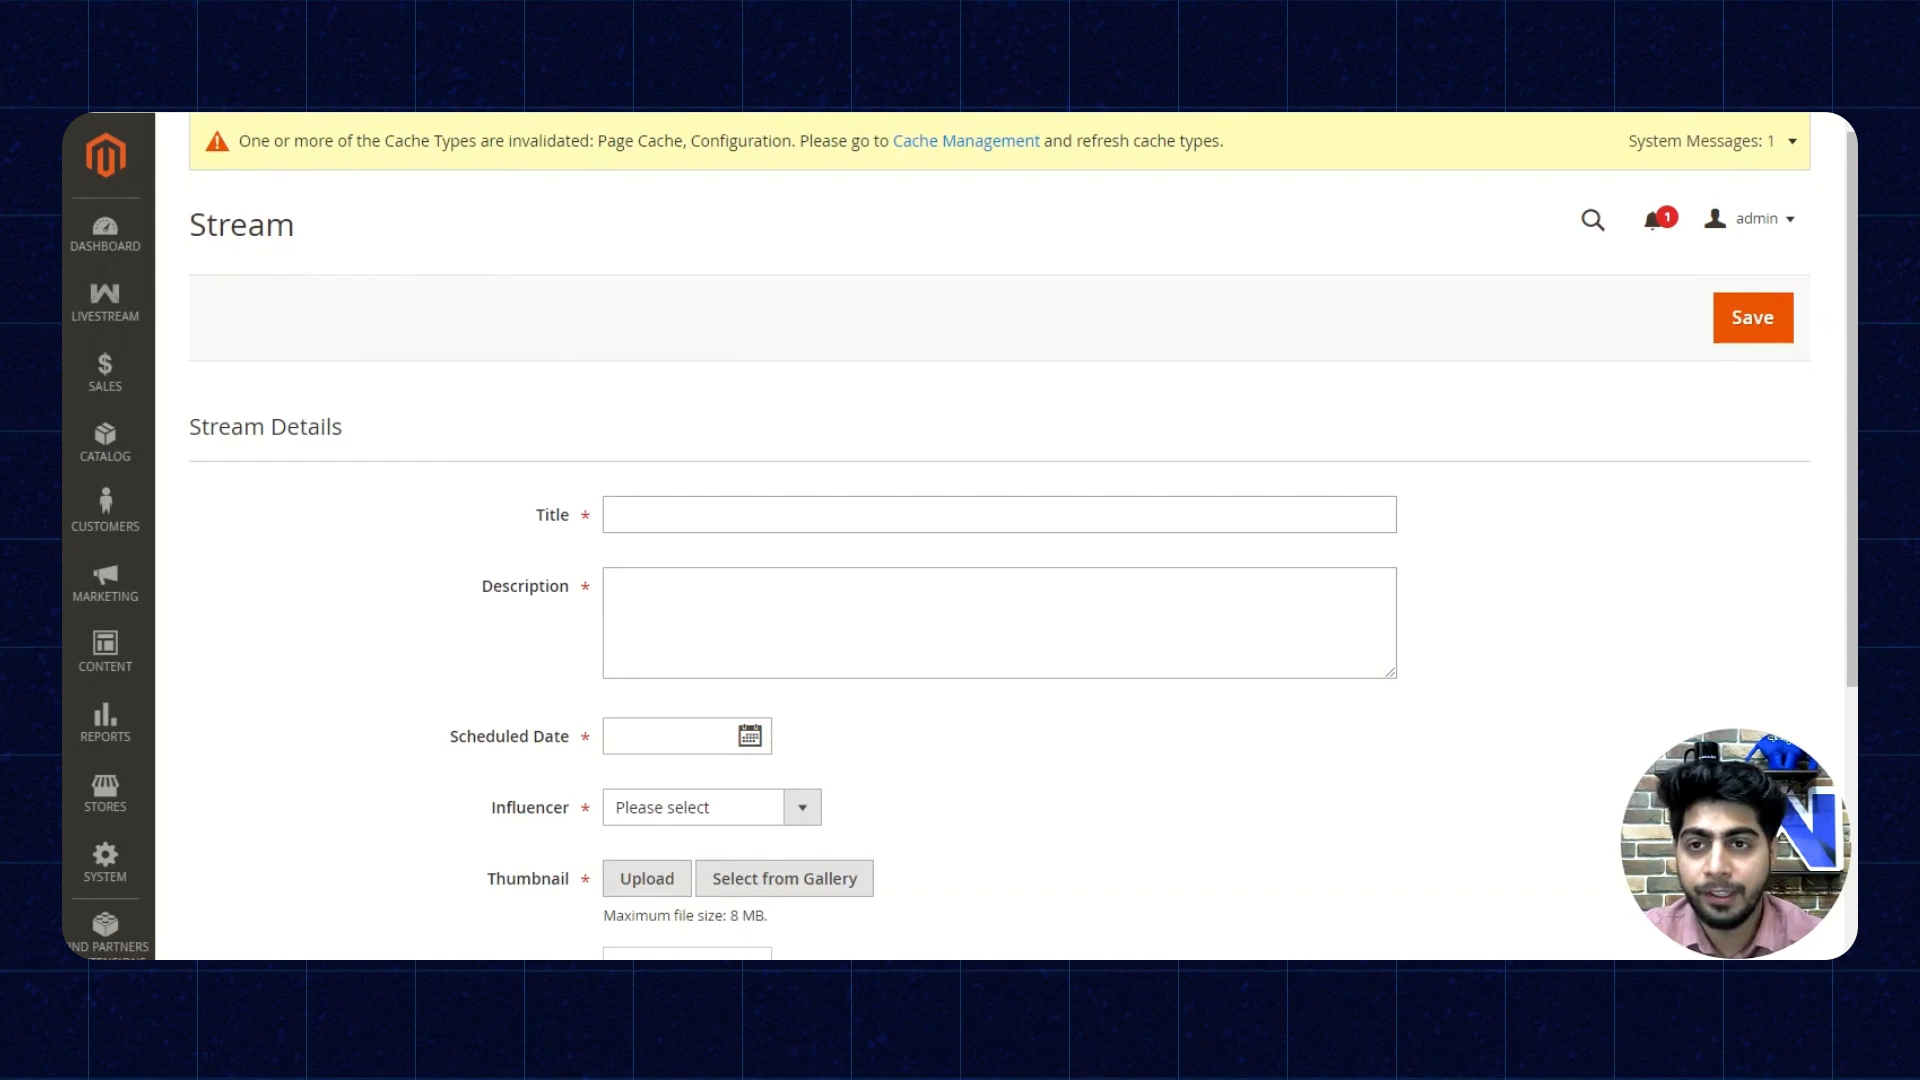 One or more of the Cache Types are invalidated: Page Cache, Configuration. Please go to Cache Management and refresh cache types.
System Messages: 1
Stream
1
admin
Save
DASHBOARD
LIVESTREAM
SALES
CATALOG
CUSTOMERS
MARKETING
CONTENT
REPORTS
STORES
SYSTEM
IND PARTNERS
Stream Details
Title *
Description *
Scheduled Date *
Influencer * Please select
Thumbnail * Upload Select from Gallery
Maximum file size: 8 MB.